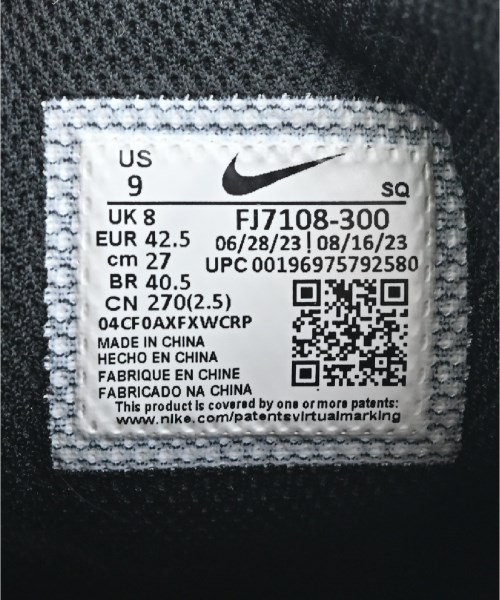 US
9
SQ
UK 8
FJ7108-300
EUR 42.5
06/28/23 | 08/16/23
cm 27
UPC 00196975792580
BR 40.5
CN 270(2.5)
04CF0AXFXWCRP
MADE IN CHINA
HECHO EN CHINA
FABRIQUE EN CHINE
FABRICADO NA CHINA
This product is covered by one or more patents:
www.nike.com/patentsvirtualmarking